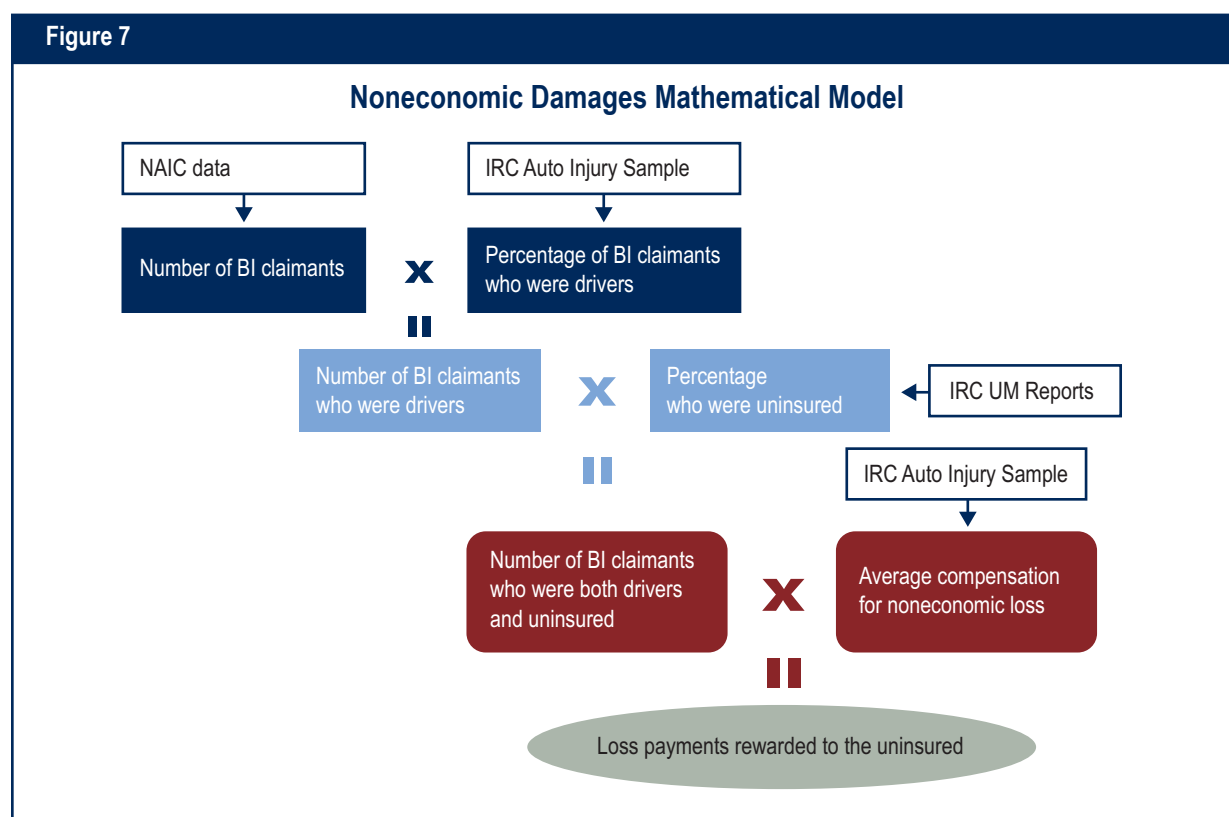 Figure 7
Noneconomic Damages Mathematical Model
NAIC data
IRC Auto Injury Sample
Number of BI claimants
x
Percentage of BI claimants
who were drivers
=
Number of BI claimants
who were drivers
x
Percentage
who were uninsured
IRC UM Reports
=
IRC Auto Injury Sample
Number of BI claimants
who were both drivers
and uninsured
x
Average compensation
for noneconomic loss
=
Loss payments rewarded to the uninsured